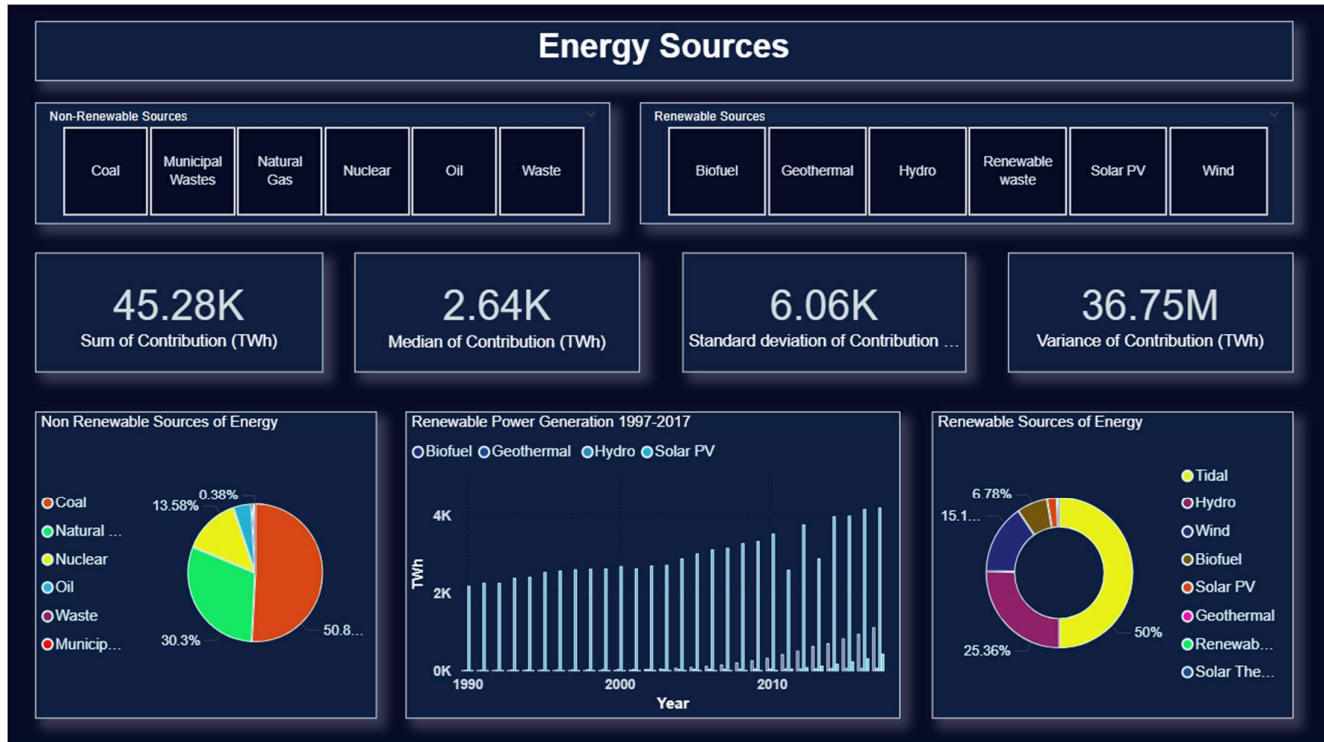 Energy Sources
Non-Renewable Sources
Coal
Municipal
Wastes
Natural
Gas
Nuclear
Oil
Waste
Renewable Sources
Biofuel
Geothermal
Hydro
Renewable
waste
Solar PV
Wind
45.28K
Sum of Contribution (TWh)
2.64K
Median of Contribution (TWh)
6.06K
Standard deviation of Contribution ...
36.75M
Variance of Contribution (TWh)
Non Renewable Sources of Energy
Coal
Natural ...
Nuclear
Oil
Waste
Municip...
0.38%
13.58%
30.3%
50.8...
Renewable Power Generation 1997-2017
Biofuel Geothermal Hydro Solar PV
4K
2K
0K
TWh
1990 2000 2010
Year
Renewable Sources of Energy
6.78%
15.1...
25.36%
50%
Tidal
Hydro
Wind
Biofuel
Solar PV
Geothermal
Renewab...
Solar The...